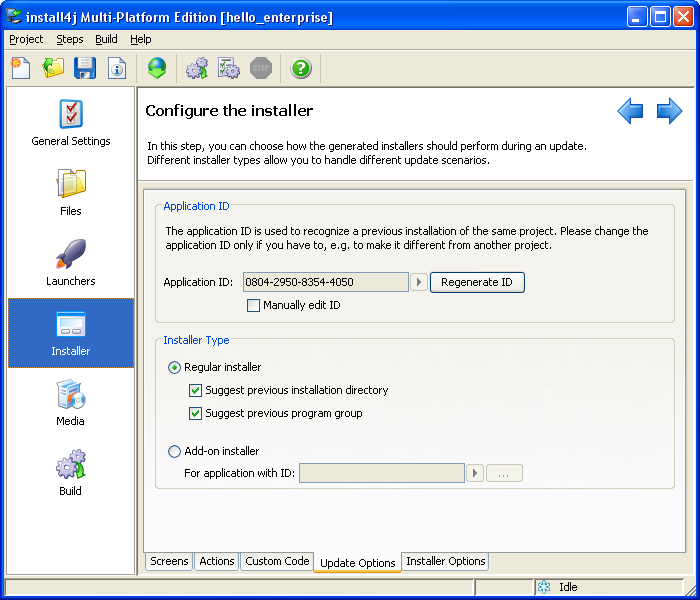 install4j Multi-Platform Edition [hello_enterprise]
Project Steps Build Help
STOP
?
General Settings
Files
Launchers
Installer
Media
Build
Configure the installer
In this step, you can choose how the generated installers should perform during an update.
Different installer types allow you to handle different update scenarios.
Application ID
The application ID is used to recognize a previous installation of the same project. Please change the
application ID only if you have to, e.g. to make it different from another project.
Application ID: 0804-2950-8354-4050 Regenerate ID
Manually edit ID
Installer Type
Regular installer
Suggest previous installation directory
Suggest previous program group
Add-on installer
For application with ID: ...
Screens Actions Custom Code Update Options Installer Options
Idle